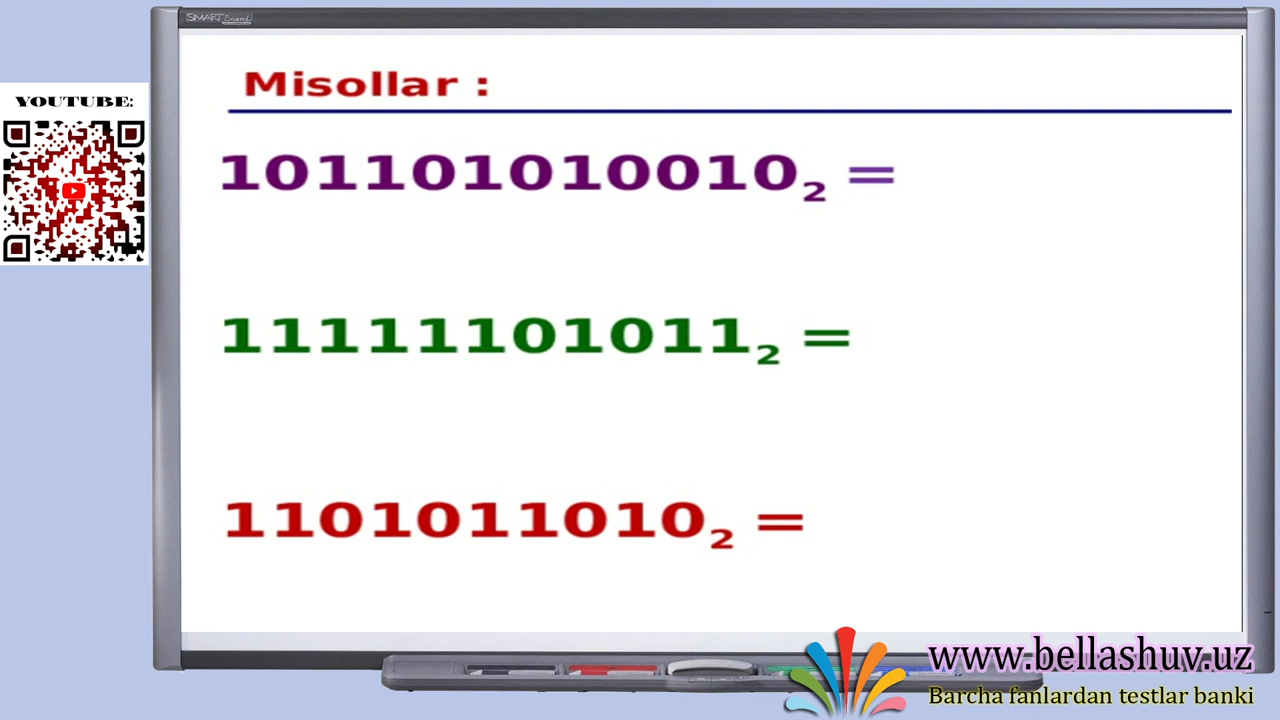 SMART Board
YOUTUBE:
Misollar :
101101010010₂ =
11111101011₂ =
1101011010₂ =
www.bellashuv.uz
Barcha fanlardan testlar banki